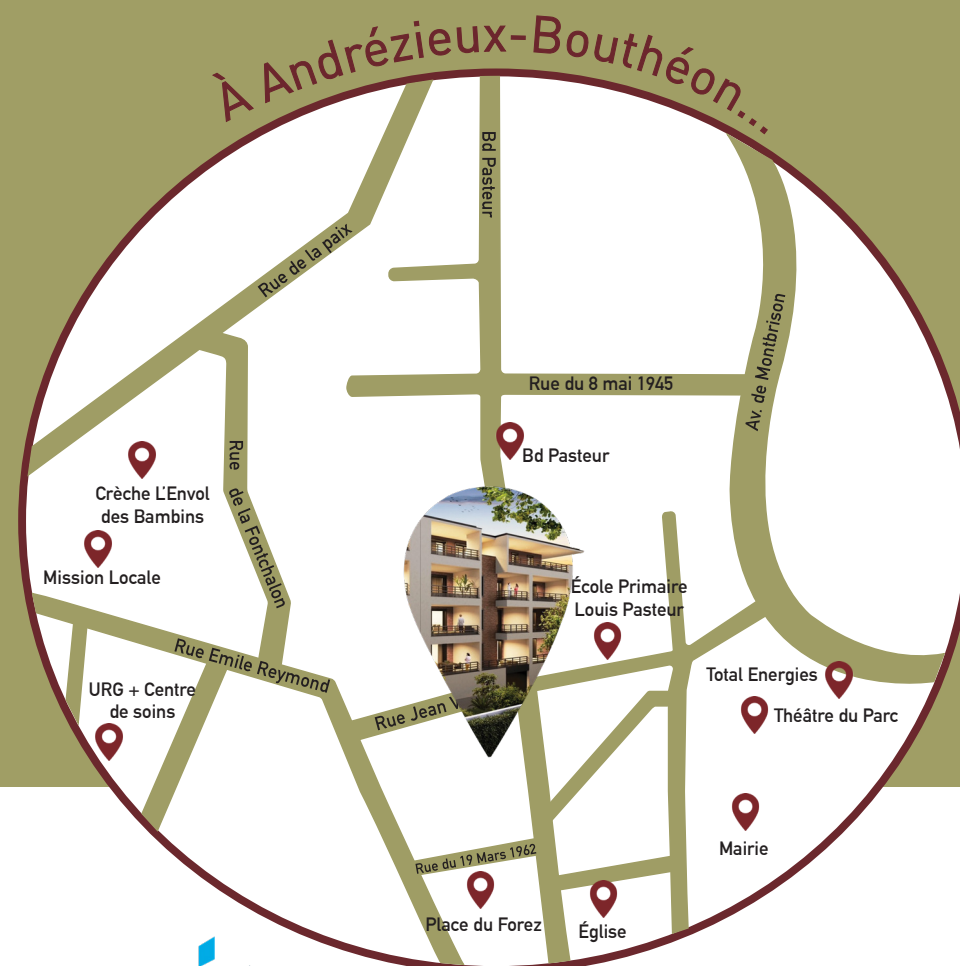 À Andrézieux-Bouthéon...
Bd Pasteur
Rue de la paix
Av. de Montbrison
Rue du 8 mai 1945
Bd Pasteur
Rue de la Fontchalon
Crèche L'Envol
des Bambins
Mission Locale
École Primaire
Louis Pasteur
Rue Emile Reymond
URG + Centre
de soins
Total Energies
Rue Jean
Théâtre du Parc
Mairie
Rue du 19 Mars 1962
Place du Forez
Église